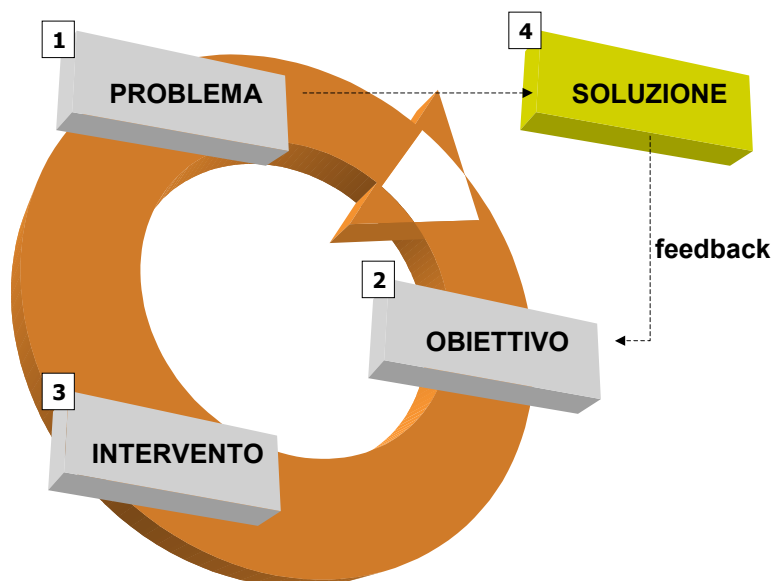 1
PROBLEMA
4
SOLUZIONE
feedback
2
OBIETTIVO
3
INTERVENTO